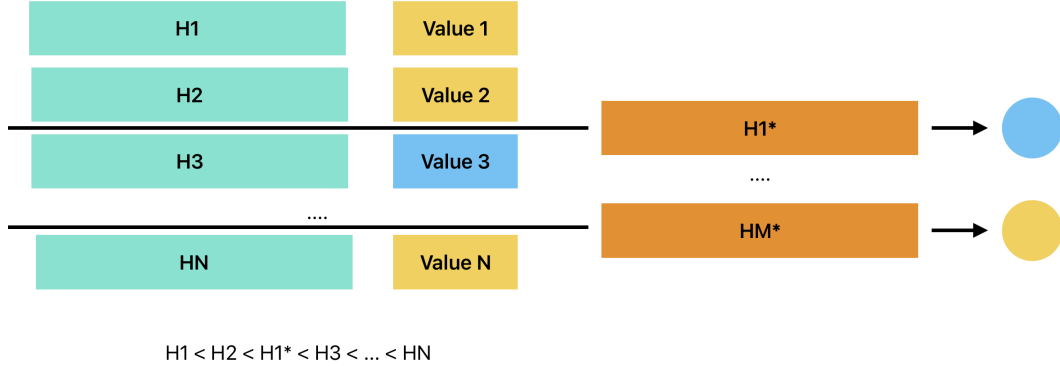 H1 Value 1
H2 Value 2
H1*
H3 Value 3
....
....
HM*
HN Value N
H1 < H2 < H1* < H3 < ... < HN